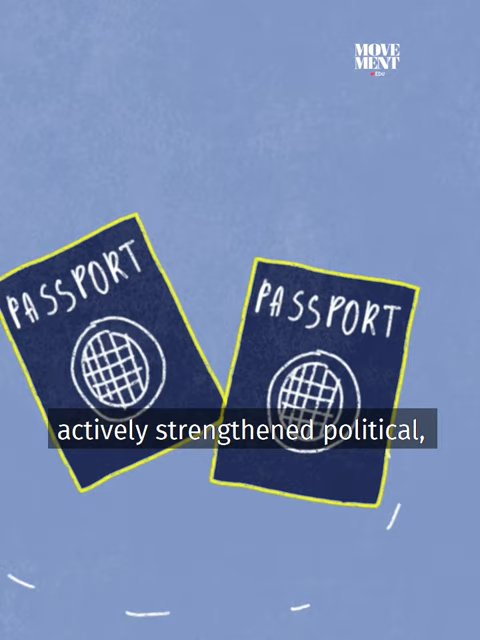 MOVE
MENT
PASSPORT
PASSPORT
actively strengthened political,